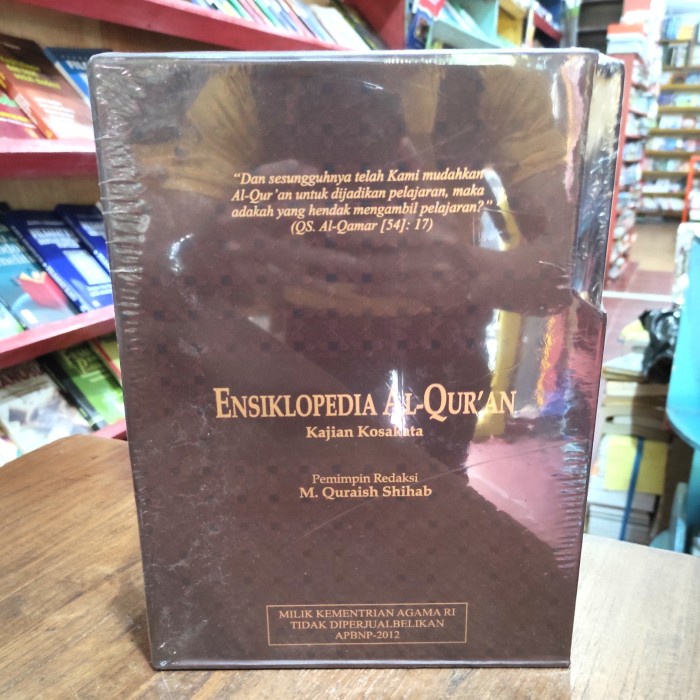 “Dan sesungguhnya telah Kami mudahkan
Al-Qur’an untuk dijadikan pelajaran, maka
adakah yang hendak mengambil pelajaran?”
(QS. Al-Qamar [54]: 17)
ENSIKLOPEDIA AL-QUR’AN
Kajian Kosakata
Pemimpin Redaksi
M. Quraish Shihab
MILIK KEMENTRIAN AGAMA RI
TIDAK DIPERJUALBELIKAN
APBNP-2012